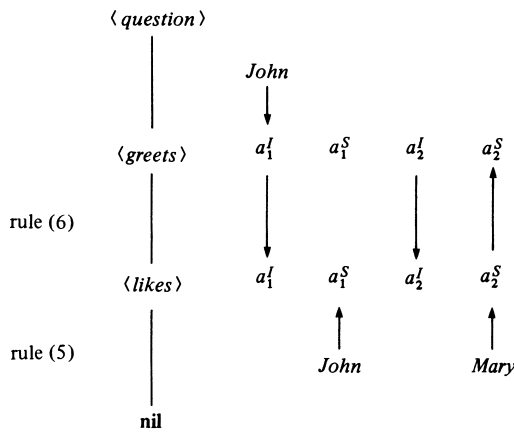 ⟨question⟩
John
⟨greets⟩ a₁ᴵ a₁ˢ a₂ᴵ a₂ˢ
rule (6)
⟨likes⟩ a₁ᴵ a₁ˢ a₂ᴵ a₂ˢ
rule (5) John Mary
nil